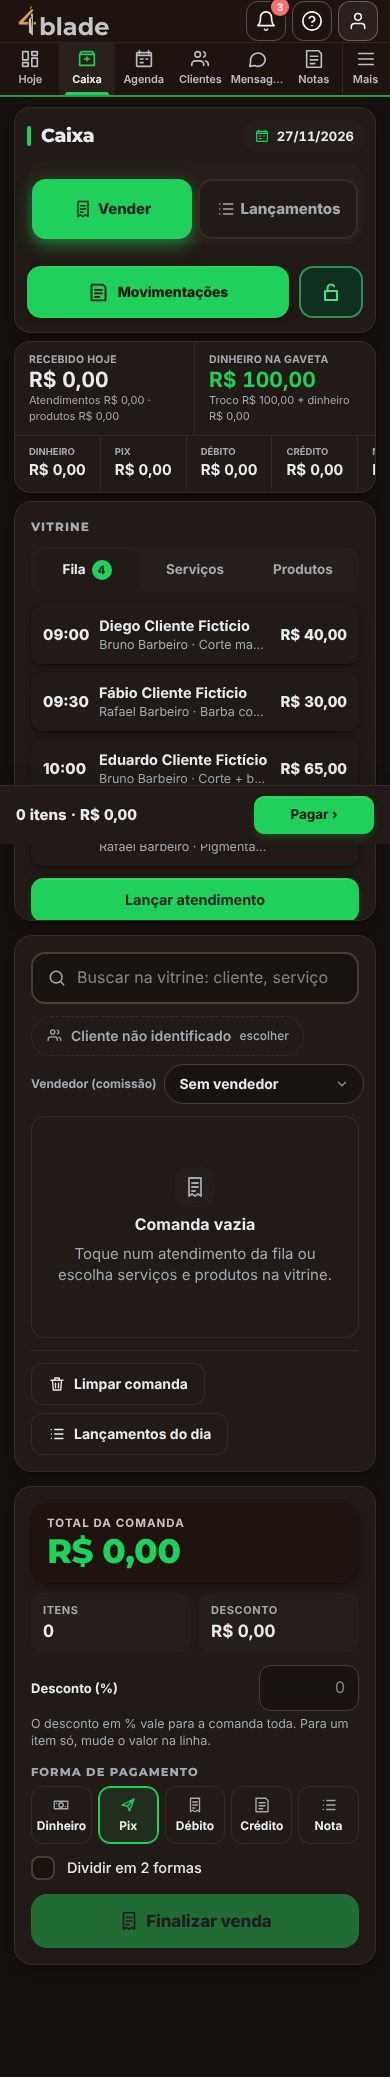 4blade
3
Hoje
Caixa
Agenda
Clientes
Mensag...
Notas
Mais
Caixa
27/11/2026
Vender
Lançamentos
Movimentações
RECEBIDO HOJE
R$ 0,00
Atendimentos R$ 0,00 ·
produtos R$ 0,00
DINHEIRO NA GAVETA
R$ 100,00
Troco R$ 100,00 + dinheiro
R$ 0,00
DINHEIRO
R$ 0,00
PIX
R$ 0,00
DÉBITO
R$ 0,00
CRÉDITO
R$ 0,00
VITRINE
Fila 4
Serviços
Produtos
09:00
Diego Cliente Fictício
Bruno Barbeiro · Corte ma...
R$ 40,00
09:30
Fábio Cliente Fictício
Rafael Barbeiro · Barba co...
R$ 30,00
10:00
Eduardo Cliente Fictício
Bruno Barbeiro · Corte + b...
R$ 65,00
0 itens · R$ 0,00
Pagar ›
Rafael Barbeiro · Pigmenta...
Lançar atendimento
Buscar na vitrine: cliente, serviço
Cliente não identificado escolher
Vendedor (comissão)
Sem vendedor
Comanda vazia
Toque num atendimento da fila ou
escolha serviços e produtos na vitrine.
Limpar comanda
Lançamentos do dia
TOTAL DA COMANDA
R$ 0,00
ITENS
0
DESCONTO
R$ 0,00
Desconto (%)
0
O desconto em % vale para a comanda toda. Para um
item só, mude o valor na linha.
FORMA DE PAGAMENTO
Dinheiro
Pix
Débito
Crédito
Nota
Dividir em 2 formas
Finalizar venda